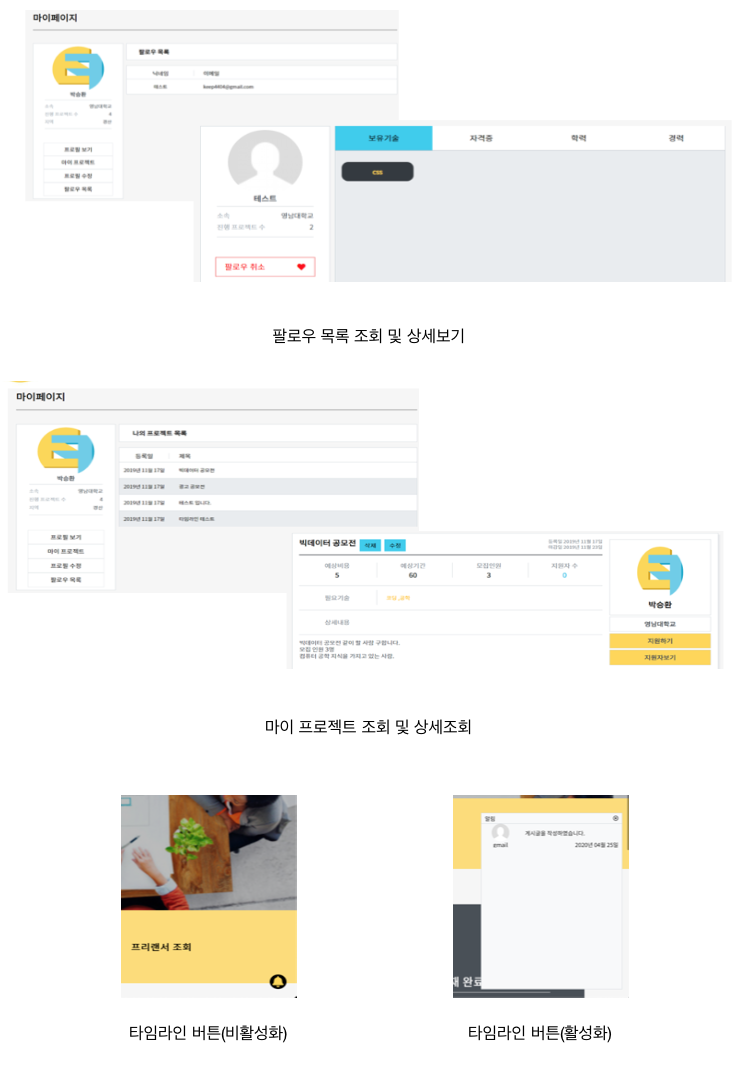 마이페이지
팔로우 목록
닉네임 이메일
테스트
박승환
소속 영남대학교
진행 프로젝트 수 4
지역 경산
프로필 보기
마이 프로젝트
프로필 수정
팔로우 목록
보유기술 자격증 학력 경력
css
테스트
소속 영남대학교
진행 프로젝트 수 2
팔로우 취소
팔로우 목록 조회 및 상세보기
마이페이지
나의 프로젝트 목록
등록일 제목
2019년 11월 17일 빅데이터 공모전
2019년 11월 17일 광고 공모전
2019년 11월 17일 테스트 입니다.
2019년 11월 17일 타임라인 테스트
박승환
소속 영남대학교
진행 프로젝트 수 4
지역 경산
프로필 보기
마이 프로젝트
프로필 수정
팔로우 목록
빅데이터 공모전 삭제 수정
등록일 2019년 11월 17일
마감일 2019년 11월 22일
예상비용 예상기간 모집인원 지원자 수
5 60 3 0
필요기술 코딩 ,공학
상세내용
빅데이터 공모전 같이 할 사람 구합니다.
모집 인원 3명
컴퓨터 공학 지식을 가지고 있는 사람.
박승환
영남대학교
지원하기
지원자보기
마이 프로젝트 조회 및 상세조회
프리랜서 조회
알림
게시글을 작성하였습니다.
email 2020년 04월 25일
재 완료
타임라인 버튼(비활성화)
타임라인 버튼(활성화)